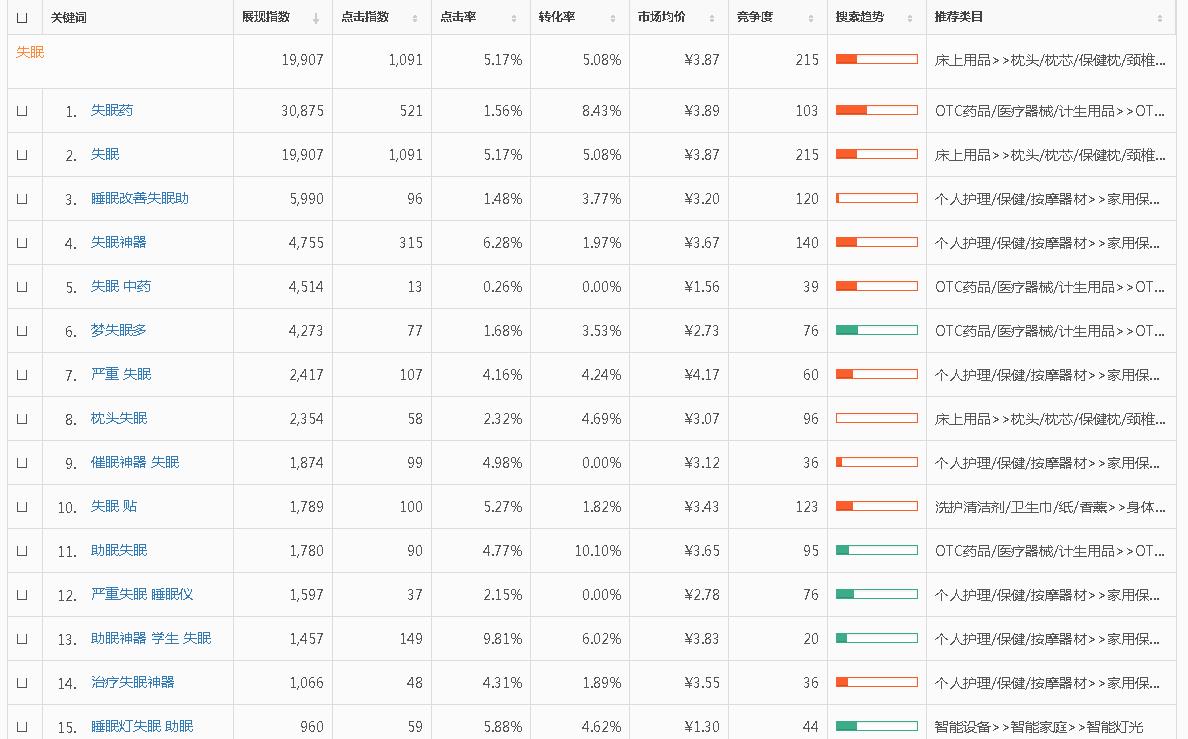 关键词 展现指数 点击指数 点击率 转化率 市场均价 竞争度 搜索趋势 推荐类目
失眠 19,907 1,091 5.17% 5.08% ¥3.87 215 床上用品>>枕头/枕芯/保健枕/颈椎...
1. 失眠药 30,875 521 1.56% 8.43% ¥3.89 103 OTC药品/医疗器械/计生用品>>OT...
2. 失眠 19,907 1,091 5.17% 5.08% ¥3.87 215 床上用品>>枕头/枕芯/保健枕/颈椎...
3. 睡眠改善失眠助 5,990 96 1.48% 3.77% ¥3.20 120 个人护理/保健/按摩器材>>家用保...
4. 失眠神器 4,755 315 6.28% 1.97% ¥3.67 140 个人护理/保健/按摩器材>>家用保...
5. 失眠 中药 4,514 13 0.26% 0.00% ¥1.56 39 OTC药品/医疗器械/计生用品>>OT...
6. 梦失眠多 4,273 77 1.68% 3.53% ¥2.73 76 OTC药品/医疗器械/计生用品>>OT...
7. 严重 失眠 2,417 107 4.16% 4.24% ¥4.17 60 个人护理/保健/按摩器材>>家用保...
8. 枕头失眠 2,354 58 2.32% 4.69% ¥3.07 96 床上用品>>枕头/枕芯/保健枕/颈椎...
9. 催眠神器 失眠 1,874 99 4.98% 0.00% ¥3.12 36 个人护理/保健/按摩器材>>家用保...
10. 失眠 贴 1,789 100 5.27% 1.82% ¥3.43 123 洗护清洁剂/卫生巾/纸/香薰>>身体...
11. 助眠失眠 1,780 90 4.77% 10.10% ¥3.65 95 OTC药品/医疗器械/计生用品>>OT...
12. 严重失眠 睡眠仪 1,597 37 2.15% 0.00% ¥2.78 76 个人护理/保健/按摩器材>>家用保...
13. 助眠神器 学生 失眠 1,457 149 9.81% 6.02% ¥3.83 20 个人护理/保健/按摩器材>>家用保...
14. 治疗失眠神器 1,066 48 4.31% 1.89% ¥3.55 36 个人护理/保健/按摩器材>>家用保...
15. 睡眠灯失眠 助眠 960 59 5.88% 4.62% ¥1.30 44 智能设备>>智能家庭>>智能灯光